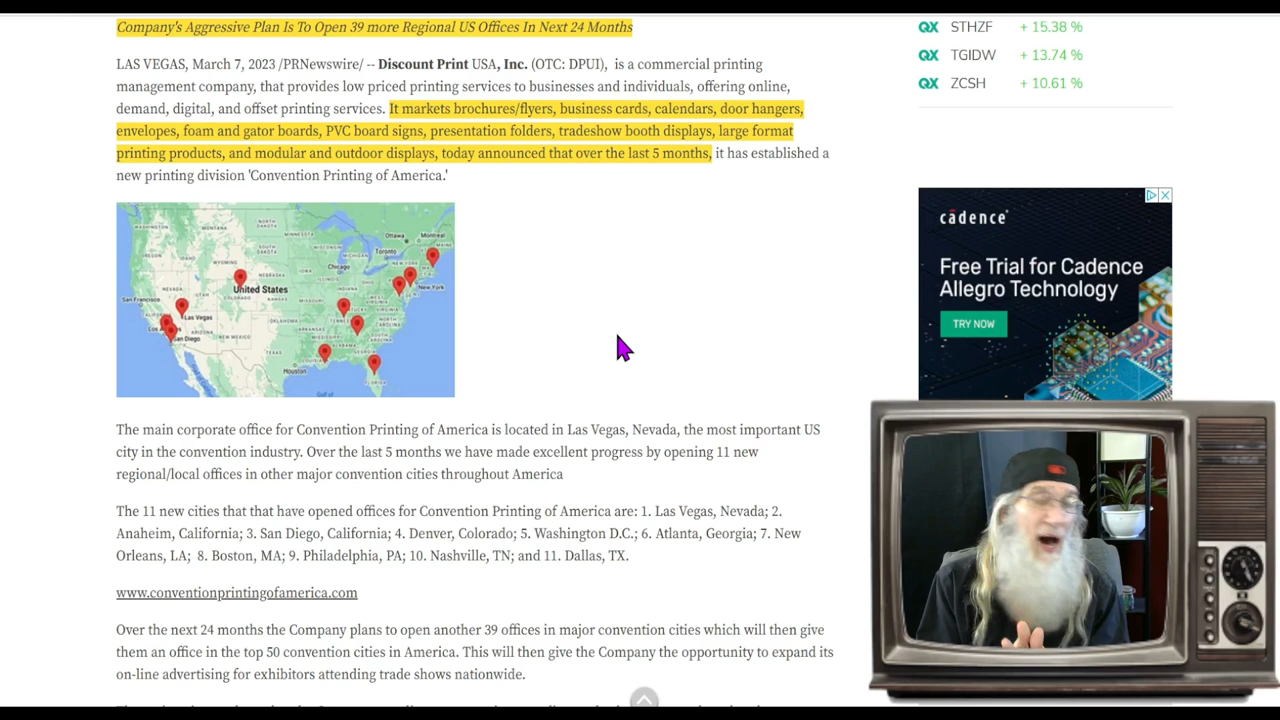 Company's Aggressive Plan Is To Open 39 more Regional US Offices In Next 24 Months
LAS VEGAS, March 7, 2023 /PRNewswire/ -- Discount Print USA, Inc. (OTC: DPUI),  is a commercial printing
management company, that provides low priced printing services to businesses and individuals, offering online,
demand, digital, and offset printing services. It markets brochures/flyers, business cards, calendars, door hangers,
envelopes, foam and gator boards, PVC board signs, presentation folders, tradeshow booth displays, large format
printing products, and modular and outdoor displays, today announced that over the last 5 months, it has established a
new printing division 'Convention Printing of America.'
United States
San Francisco
Las Vegas
San Diego
Houston
Chicago
Toronto
Ottawa
Montreal
New York
The main corporate office for Convention Printing of America is located in Las Vegas, Nevada, the most important US
city in the convention industry. Over the last 5 months we have made excellent progress by opening 11 new
regional/local offices in other major convention cities throughout America
The 11 new cities that that have opened offices for Convention Printing of America are: 1. Las Vegas, Nevada; 2.
Anaheim, California; 3. San Diego, California; 4. Denver, Colorado; 5. Washington D.C.; 6. Atlanta, Georgia; 7. New
Orleans, LA;  8. Boston, MA; 9. Philadelphia, PA; 10. Nashville, TN; and 11. Dallas, TX.
www.conventionprintingofamerica.com
Over the next 24 months the Company plans to open another 39 offices in major convention cities which will then give
them an office in the top 50 convention cities in America. This will then give the Company the opportunity to expand its
on-line advertising for exhibitors attending trade shows nationwide.
QX STHZF + 15.38 %
QX TGIDW + 13.74 %
QX ZCSH + 10.61 %
cādence
Free Trial for Cadence
Allegro Technology
TRY NOW